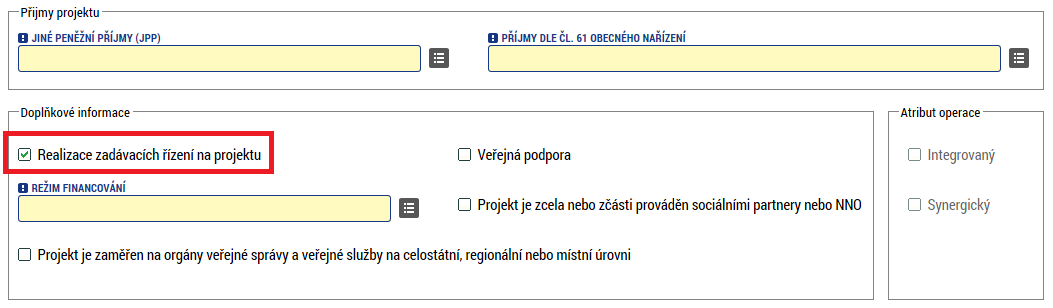 Příjmy projektu
JINÉ PENĚŽNÍ PŘÍJMY (JPP)
PŘÍJMY DLE ČL. 61 OBECNÉHO NAŘÍZENÍ
Doplňkové informace
Atribut operace
Realizace zadávacích řízení na projektu
Veřejná podpora
Integrovaný
REŽIM FINANCOVÁNÍ
Projekt je zcela nebo zčásti prováděn sociálními partnery nebo NNO
Synergický
Projekt je zaměřen na orgány veřejné správy a veřejné služby na celostátní, regionální nebo místní úrovni